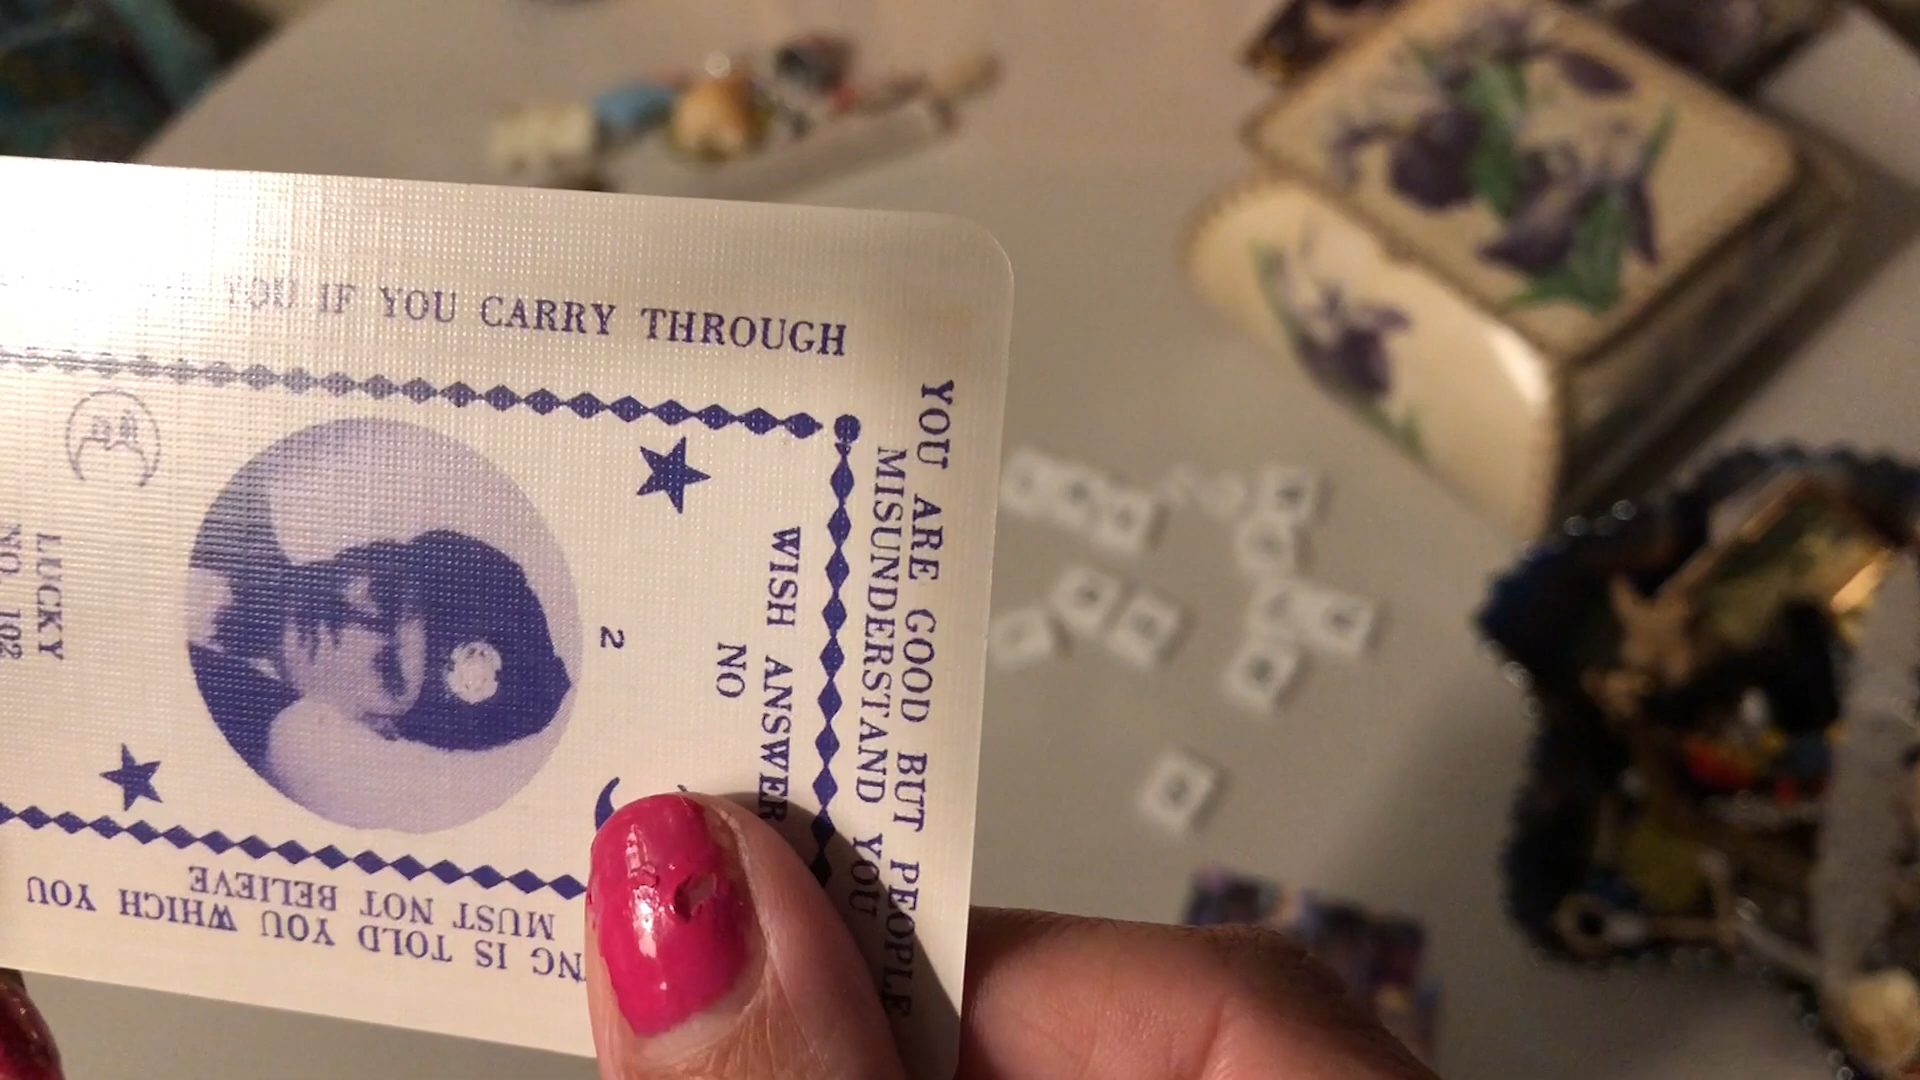 YOU IF YOU CARRY THROUGH
YOU ARE GOOD BUT PEOPLE
MISUNDERSTAND YOU
WISH ANSWER
NO
2
LUCKY
NO. 102
NG IS TOLD YOU WHICH YOU
MUST NOT BELIEVE